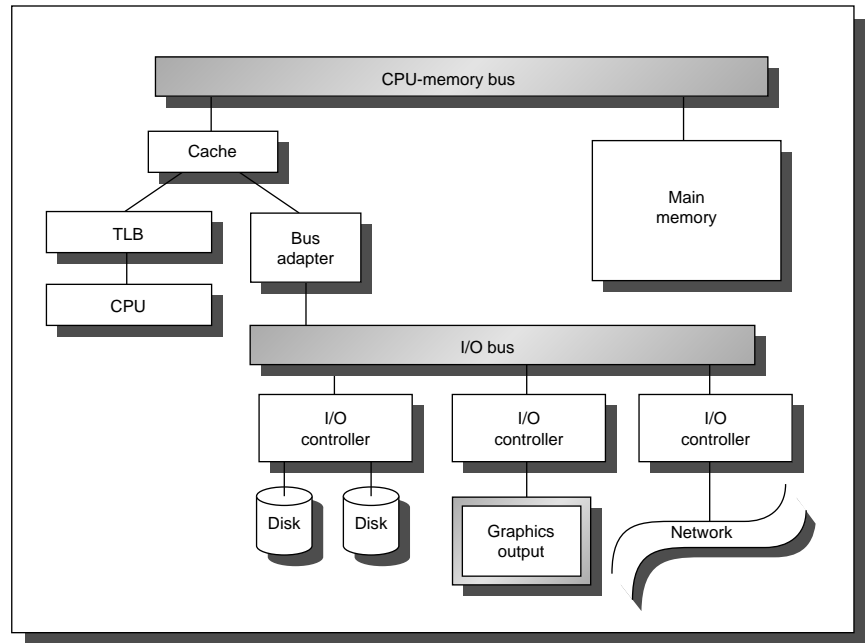 CPU-memory bus
Cache
Main
memory
TLB
Bus
adapter
CPU
I/O bus
I/O
controller
I/O
controller
I/O
controller
Disk
Disk
Graphics
output
Network